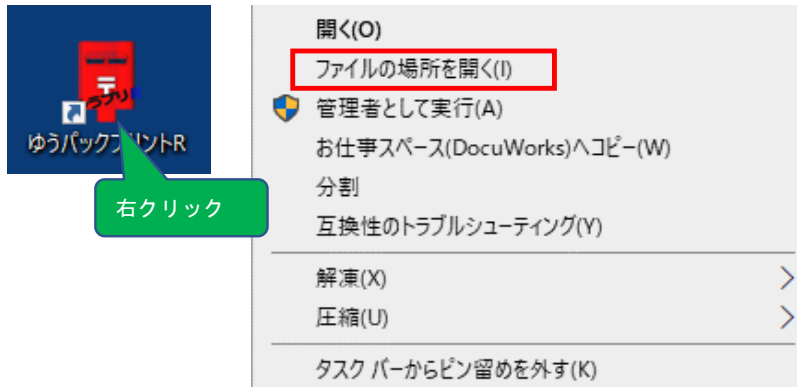 ゆうパックプリントR
右クリック
開く(O)
ファイルの場所を開く(I)
管理者として実行(A)
お仕事スペース(DocuWorks)へコピー(W)
分割
互換性のトラブルシューティング(Y)
解凍(X)
圧縮(U)
タスク バーからピン留めを外す(K)